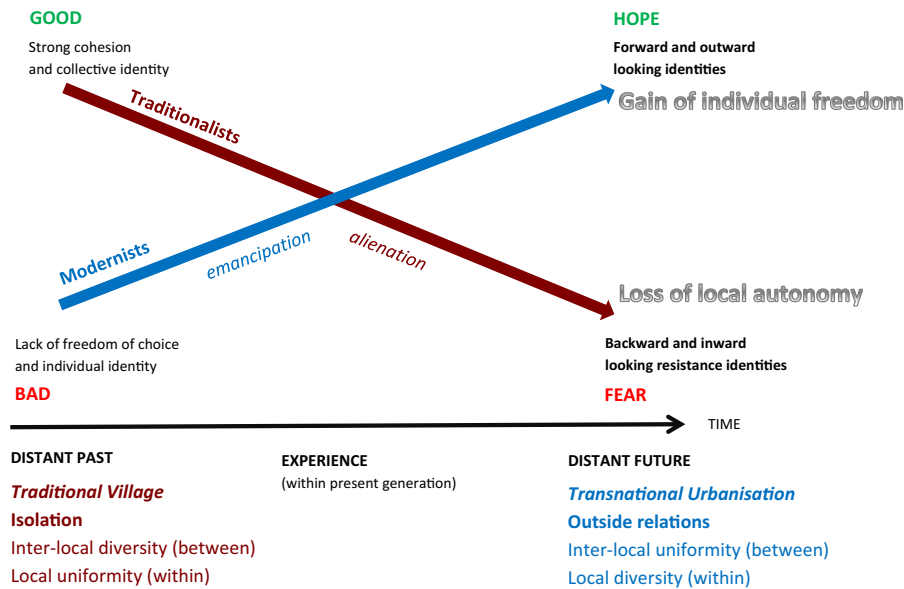 GOOD
Strong cohesion
and collective identity
HOPE
Forward and outward
looking identities
Gain of individual freedom
Traditionalists
Modernists
emancipation
alienation
Loss of local autonomy
Lack of freedom of choice
and individual identity
BAD
Backward and inward
looking resistance identities
FEAR
TIME
DISTANT PAST
Traditional Village
Isolation
Inter-local diversity (between)
Local uniformity (within)
EXPERIENCE
(within present generation)
DISTANT FUTURE
Transnational Urbanisation
Outside relations
Inter-local uniformity (between)
Local diversity (within)